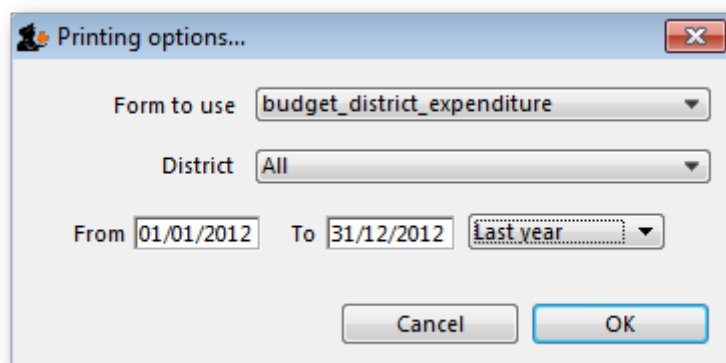 Printing options...
Form to use budget_district_expenditure
District All
From 01/01/2012 To 31/12/2012 Last year
Cancel OK